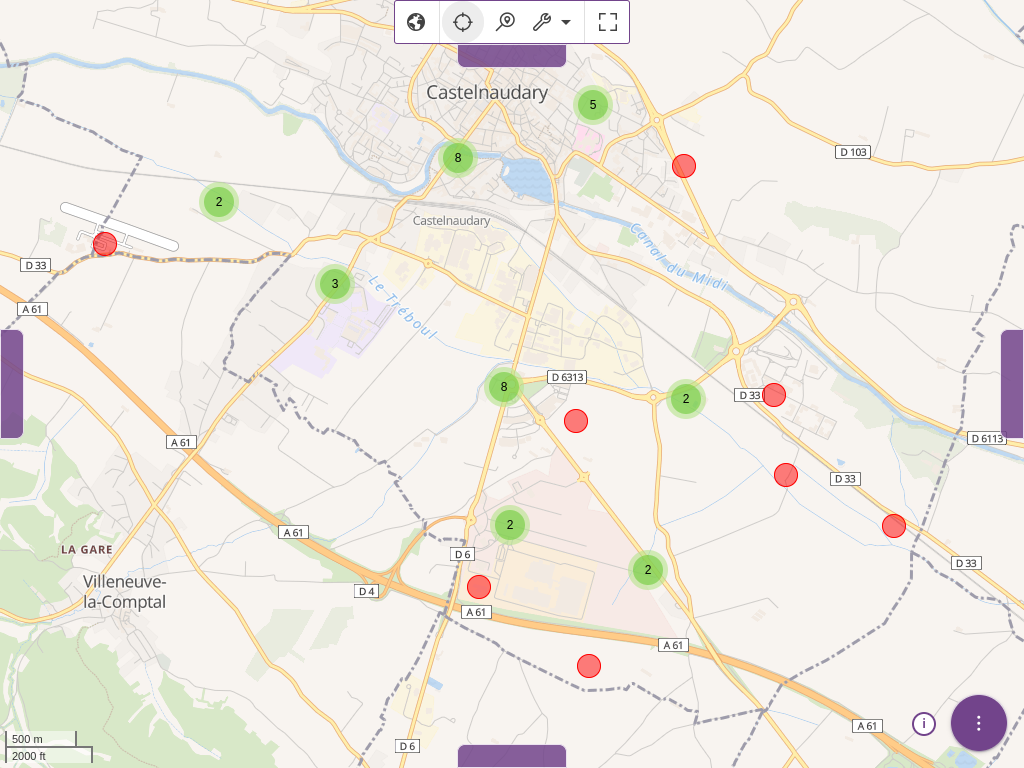 Castelnaudary
5
D 103
8
2
Castelnaudary
Canal du Midi
D 33
3
A 61
Le Tréboul
D 6313
8
2
D 33
D 6113
A 61
D 33
2
A 61
LA GARE
D 6
D 33
2
Villeneuve-
la-Comptal
D 4
A 61
A 61
A 61
500 m
2000 ft
D 6
i